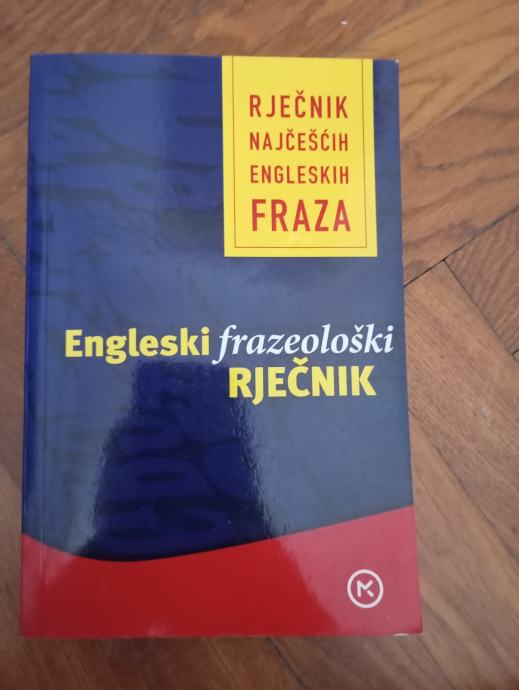 RJEČNIK
NAJČEŠĆIH
ENGLESKIH
FRAZA
Engleski frazeološki
RJEČNIK